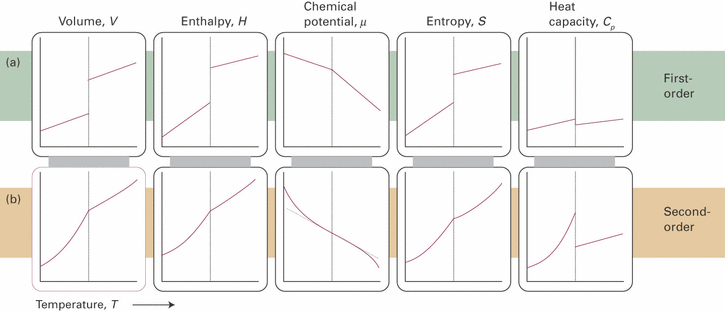 Volume, V
Enthalpy, H
Chemical
potential, μ
Entropy, S
Heat
capacity, Cp
(a)
First-
order
(b)
Second-
order
Temperature, T